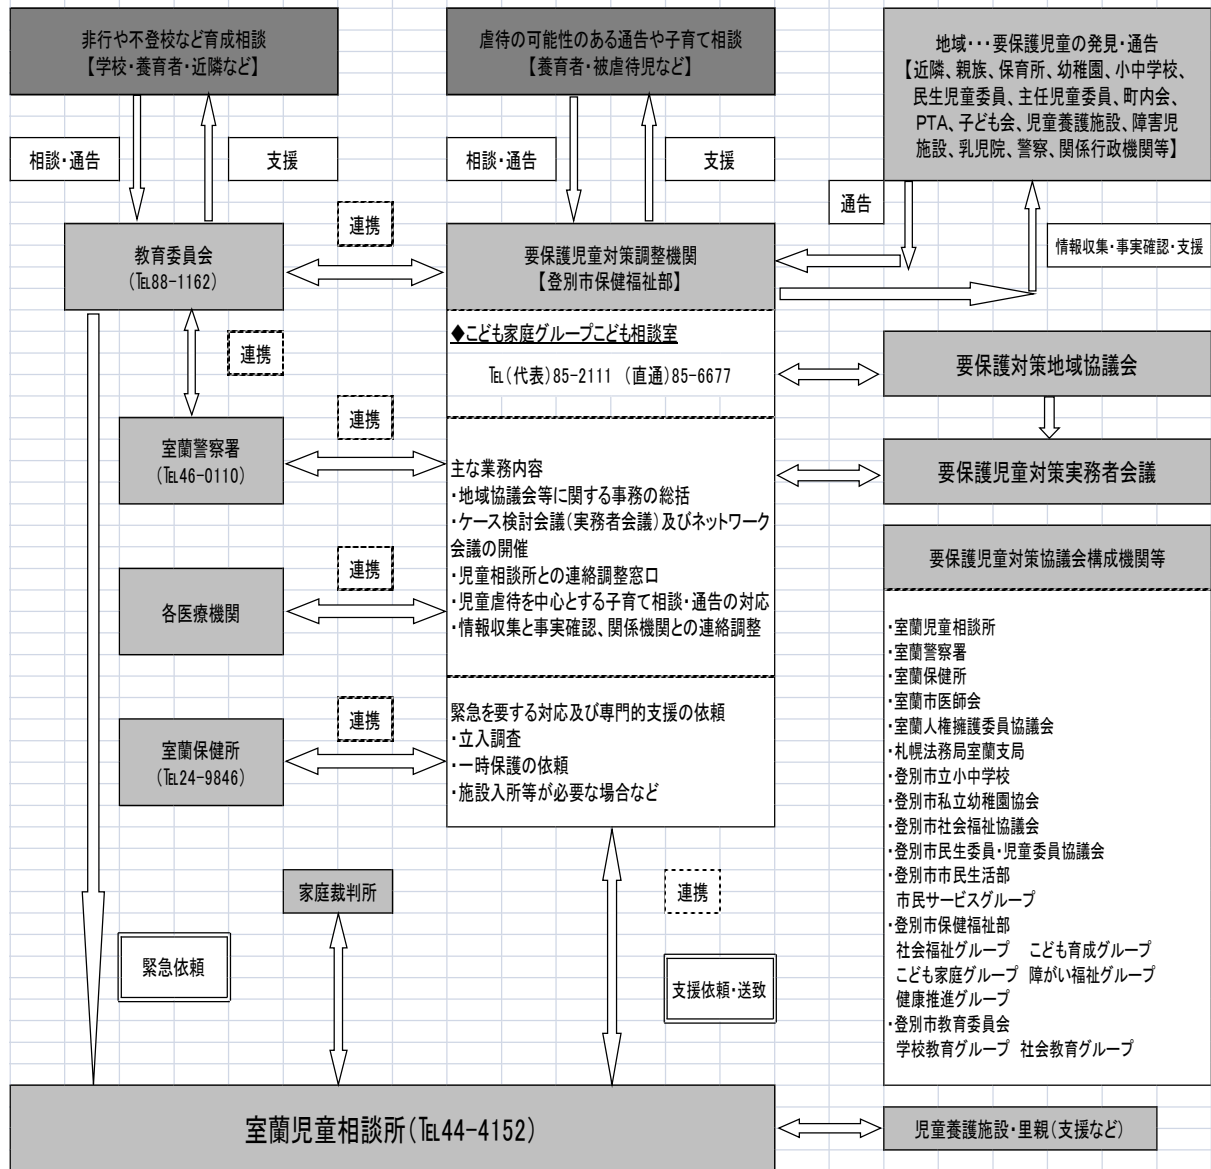 非行や不登校など育成相談
【学校・養育者・近隣など】
虐待の可能性のある通告や子育て相談
【養育者・被虐待児など】
地域・・・要保護児童の発見・通告
【近隣、親族、保育所、幼稚園、小中学校、
民生児童委員、主任児童委員、町内会、
PTA、子ども会、児童養護施設、障害児
施設、乳児院、警察、関係行政機関等】
相談・通告
支援
相談・通告
支援
通告
情報収集・事実確認・支援
連携
教育委員会
(℡88-1162)
要保護児童対策調整機関
【登別市保健福祉部】
◆こども家庭グループこども相談室
℡(代表)85-2111 (直通)85-6677
連携
要保護対策地域協議会
連携
室蘭警察署
(℡46-0110)
主な業務内容
・地域協議会等に関する事務の総括
・ケース検討会議(実務者会議)及びネットワーク
会議の開催
・児童相談所との連絡調整窓口
・児童虐待を中心とする子育て相談・通告の対応
・情報収集と事実確認、関係機関との連絡調整
要保護児童対策実務者会議
連携
各医療機関
要保護児童対策協議会構成機関等
・室蘭児童相談所
・室蘭警察署
・室蘭保健所
・室蘭市医師会
・室蘭人権擁護委員協議会
・札幌法務局室蘭支局
・登別市立小中学校
・登別市私立幼稚園協会
・登別市社会福祉協議会
・登別市民生委員・児童委員協議会
・登別市市民生活部
市民サービスグループ
・登別市保健福祉部
社会福祉グループ こども育成グループ
こども家庭グループ 障がい福祉グループ
健康推進グループ
・登別市教育委員会
学校教育グループ 社会教育グループ
連携
室蘭保健所
(℡24-9846)
緊急を要する対応及び専門的支援の依頼
・立入調査
・一時保護の依頼
・施設入所等が必要な場合など
家庭裁判所
連携
緊急依頼
支援依頼・送致
室蘭児童相談所(℡44-4152)
児童養護施設・里親(支援など)